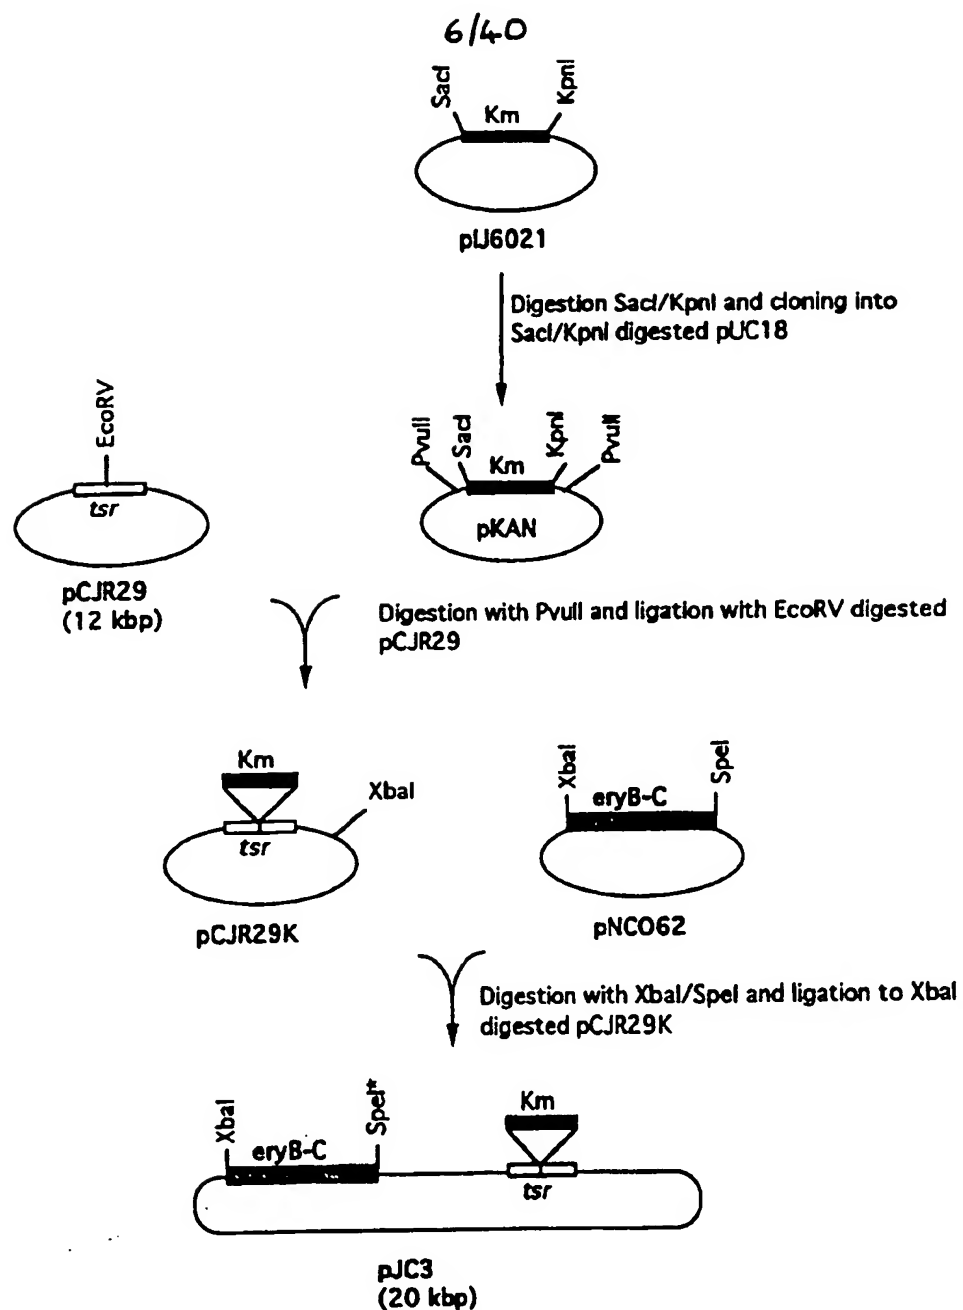 6/40
SacI
KpnI
Km
pIJ6021
Digestion SacI/KpnI and cloning into
SacI/KpnI digested pUC18
EcoRV
tsr
pCJR29
(12 kbp)
PvuII
SacI
KpnI
PvuII
Km
pKAN
Digestion with PvuII and ligation with EcoRV digested
pCJR29
Km
XbaI
tsr
pCJR29K
XbaI
SpeI
eryB-C
pNCO62
Digestion with XbaI/SpeI and ligation to XbaI
digested pCJR29K
XbaI
SpeI*
eryB-C
Km
tsr
pJC3
(20 kbp)